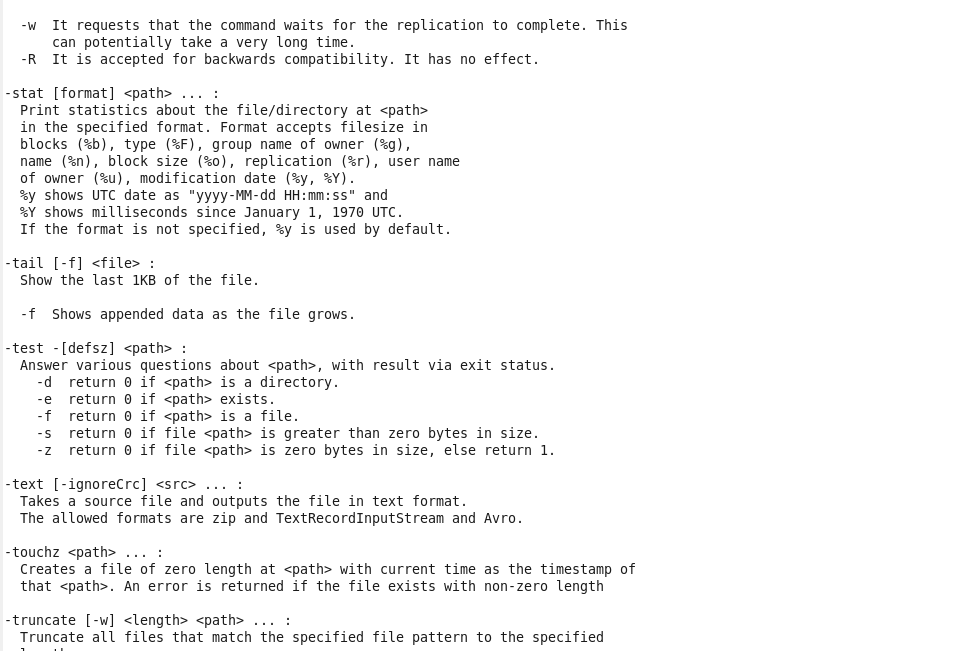 -w  It requests that the command waits for the replication to complete. This
can potentially take a very long time.
-R  It is accepted for backwards compatibility. It has no effect.
-stat [format] <path> ... :
Print statistics about the file/directory at <path>
in the specified format. Format accepts filesize in
blocks (%b), type (%F), group name of owner (%g),
name (%n), block size (%o), replication (%r), user name
of owner (%u), modification date (%y, %Y).
%y shows UTC date as "yyyy-MM-dd HH:mm:ss" and
%Y shows milliseconds since January 1, 1970 UTC.
If the format is not specified, %y is used by default.
-tail [-f] <file> :
Show the last 1KB of the file.
-f  Shows appended data as the file grows.
-test -[defsz] <path> :
Answer various questions about <path>, with result via exit status.
-d  return 0 if <path> is a directory.
-e  return 0 if <path> exists.
-f  return 0 if <path> is a file.
-s  return 0 if file <path> is greater than zero bytes in size.
-z  return 0 if file <path> is zero bytes in size, else return 1.
-text [-ignoreCrc] <src> ... :
Takes a source file and outputs the file in text format.
The allowed formats are zip and TextRecordInputStream and Avro.
-touchz <path> ... :
Creates a file of zero length at <path> with current time as the timestamp of
that <path>. An error is returned if the file exists with non-zero length
-truncate [-w] <length> <path> ... :
Truncate all files that match the specified file pattern to the specified